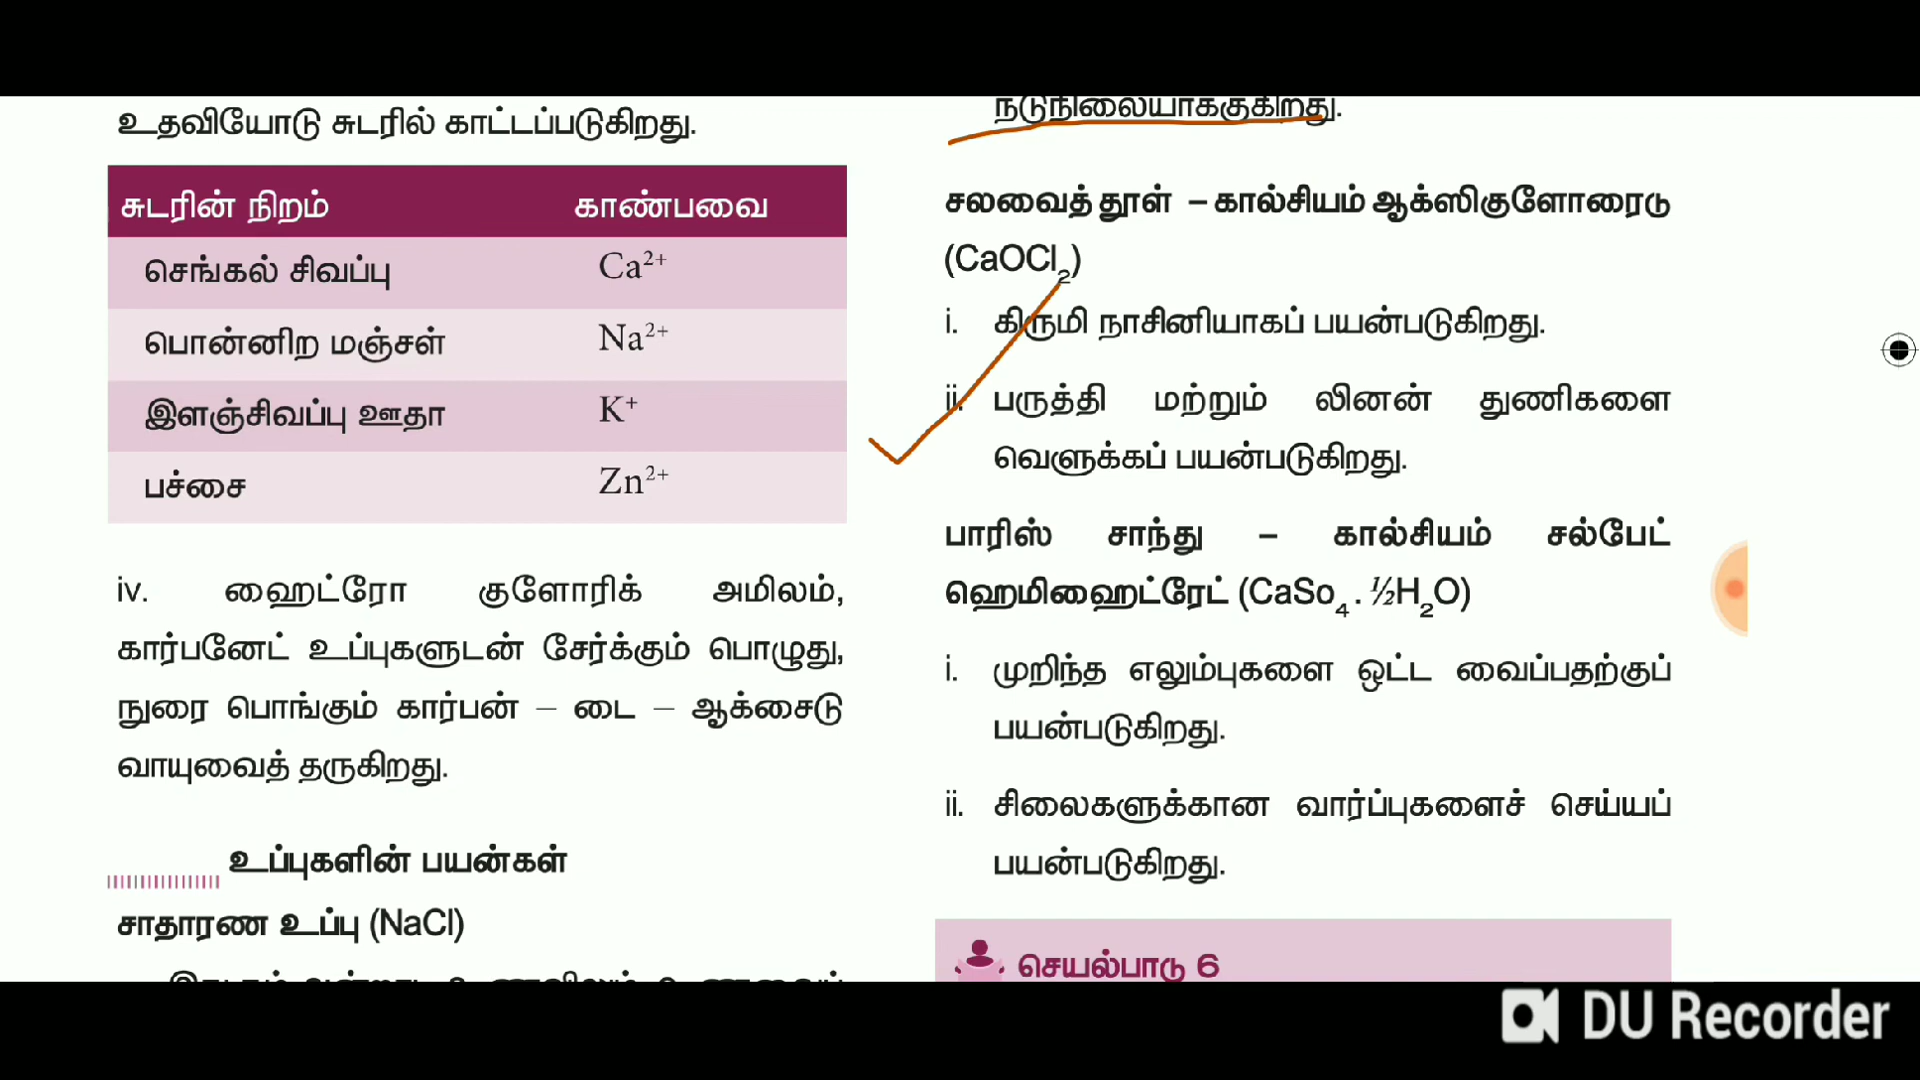 உதவியோடு சுடரில் காட்டப்படுகிறது.
சுடரின் நிறம் காண்பவை
செங்கல் சிவப்பு Ca²⁺
பொன்னிற மஞ்சள் Na²⁺
இளஞ்சிவப்பு ஊதா K⁺
பச்சை Zn²⁺
iv. ஹைட்ரோ குளோரிக் அமிலம்,
கார்பனேட் உப்புகளுடன் சேர்க்கும் பொழுது,
நுரை பொங்கும் கார்பன் – டை – ஆக்சைடு
வாயுவைத் தருகிறது.
உப்புகளின் பயன்கள்
சாதாரண உப்பு (NaCl)
நடுநிலையாக்குகிறது.
சலவைத் தூள் – கால்சியம் ஆக்ஸிகுளோரைடு
(CaOCl₂)
i. கிருமி நாசினியாகப் பயன்படுகிறது.
ii. பருத்தி மற்றும் லினன் துணிகளை
வெளுக்கப் பயன்படுகிறது.
பாரிஸ் சாந்து – கால்சியம் சல்பேட்
ஹெமிஹைட்ரேட் (CaSo₄ . ½H₂O)
i. முறிந்த எலும்புகளை ஒட்ட வைப்பதற்குப்
பயன்படுகிறது.
ii. சிலைகளுக்கான வார்ப்புகளைச் செய்யப்
பயன்படுகிறது.
செயல்பாடு 6
DU Recorder